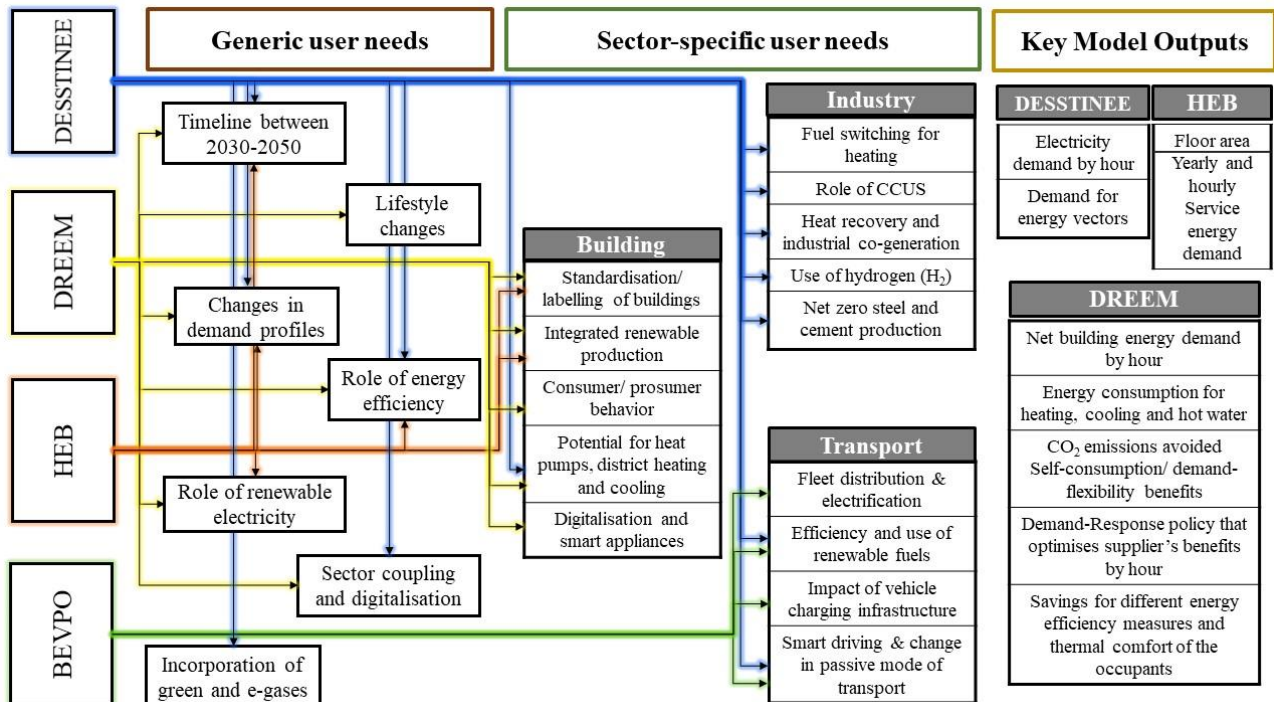 DESSTINEE
DREEM
HEB
BEVPO
Generic user needs
Timeline between
2030-2050
Lifestyle
changes
Changes in
demand profiles
Role of energy
efficiency
Role of renewable
electricity
Sector coupling
and digitalisation
Incorporation of
green and e-gases
Sector-specific user needs
Building
Standardisation/
labelling of buildings
Integrated renewable
production
Consumer/ prosumer
behavior
Potential for heat
pumps, district heating
and cooling
Digitalisation and
smart appliances
Industry
Fuel switching for
heating
Role of CCUS
Heat recovery and
industrial co-generation
Use of hydrogen (H₂)
Net zero steel and
cement production
Transport
Fleet distribution &
electrification
Efficiency and use of
renewable fuels
Impact of vehicle
charging infrastructure
Smart driving & change
in passive mode of
transport
Key Model Outputs
DESSTINEE
Electricity
demand by hour
Demand for
energy vectors
HEB
Floor area
Yearly and
hourly
Service
energy
demand
DREEM
Net building energy demand
by hour
Energy consumption for
heating, cooling and hot water
CO₂ emissions avoided
Self-consumption/ demand-
flexibility benefits
Demand-Response policy that
optimises supplier's benefits
by hour
Savings for different energy
efficiency measures and
thermal comfort of the
occupants